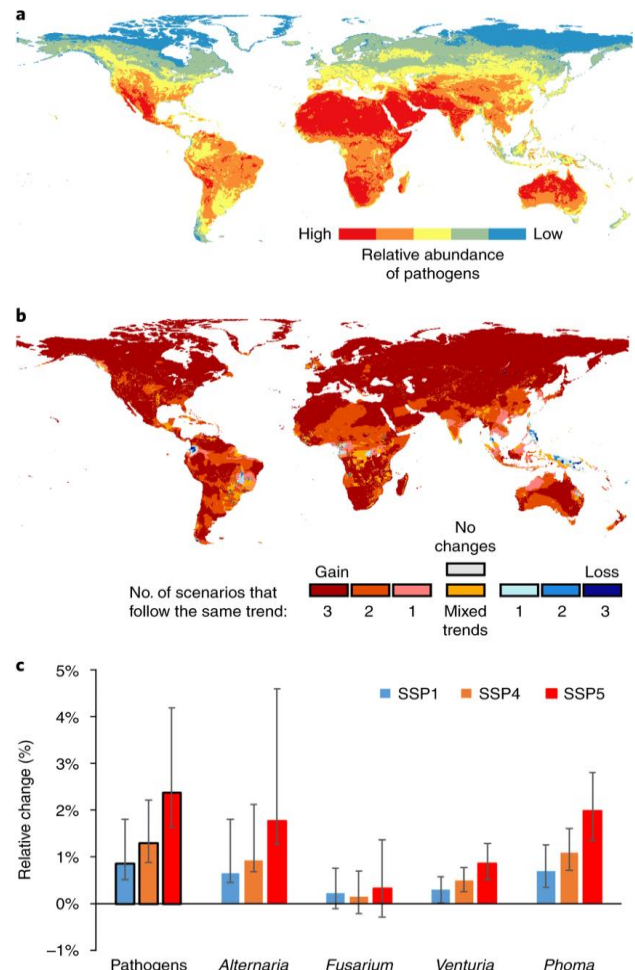 a
High Low
Relative abundance
of pathogens
b
No
changes
Gain Loss
No. of scenarios that
follow the same trend:
3 2 1 Mixed
trends 1 2 3
c
SSP1 SSP4 SSP5
Relative change (%)
5%
4%
3%
2%
1%
0%
–1%
Pathogens Alternaria Fusarium Venturia Phoma